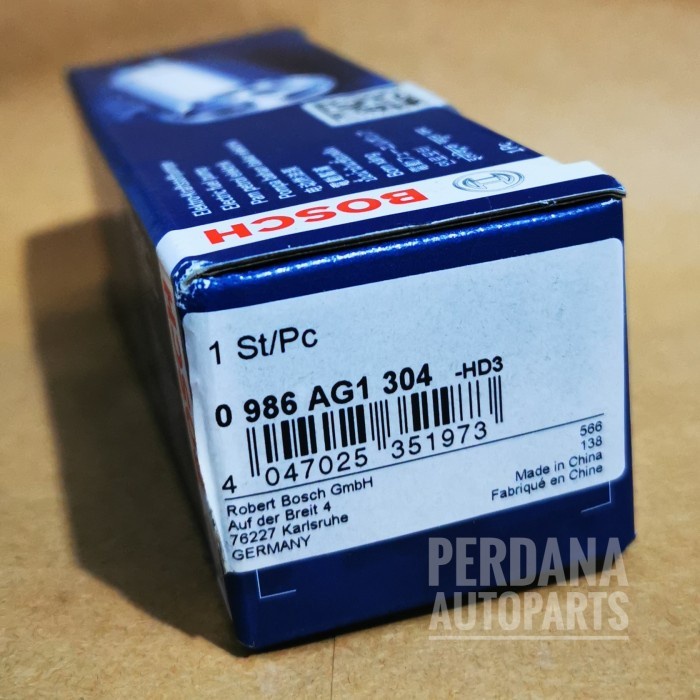 BOSCH
1 St/Pc
0 986 AG1 304 -HD3
4 047025 351973
Robert Bosch GmbH
Auf der Breit 4
76227 Karlsruhe
GERMANY
566
138
Made in China
Fabriqué en Chine
PERDANA
AUTOPARTS